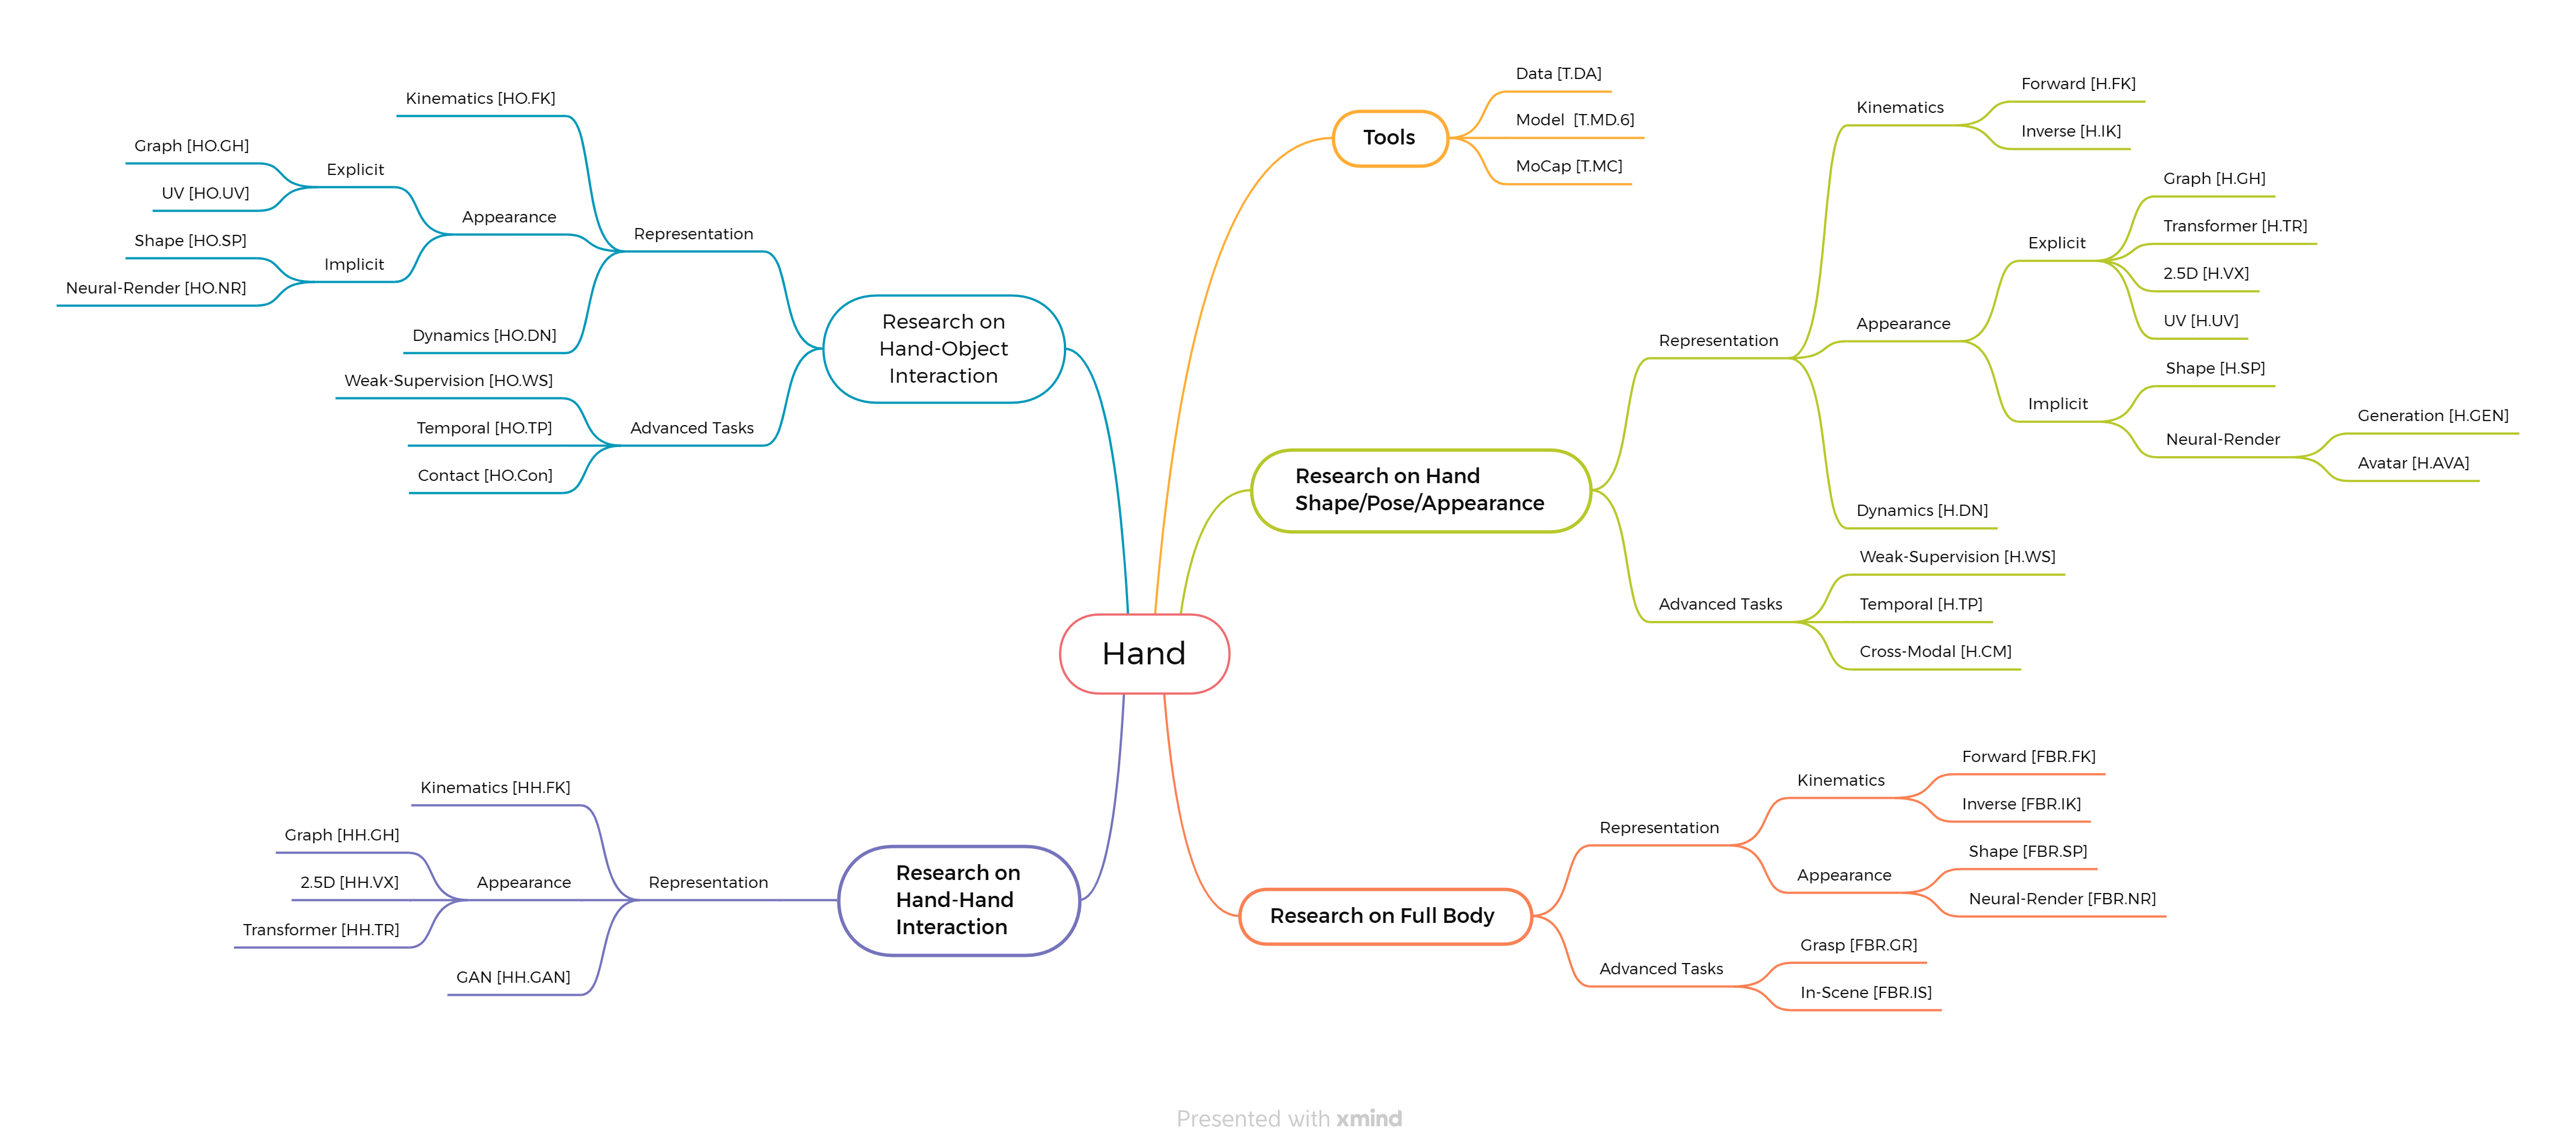 Hand
Tools
Data [T.DA]
Model [T.MD.6]
MoCap [T.MC]
Research on Hand
Shape/Pose/Appearance
Representation
Kinematics
Forward [H.FK]
Inverse [H.IK]
Appearance
Explicit
Graph [H.GH]
Transformer [H.TR]
2.5D [H.VX]
UV [H.UV]
Implicit
Shape [H.SP]
Neural-Render
Generation [H.GEN]
Avatar [H.AVA]
Dynamics [H.DN]
Advanced Tasks
Weak-Supervision [H.WS]
Temporal [H.TP]
Cross-Modal [H.CM]
Research on Full Body
Representation
Kinematics
Forward [FBR.FK]
Inverse [FBR.IK]
Appearance
Shape [FBR.SP]
Neural-Render [FBR.NR]
Advanced Tasks
Grasp [FBR.GR]
In-Scene [FBR.IS]
Research on
Hand-Object
Interaction
Representation
Kinematics [HO.FK]
Appearance
Explicit
Graph [HO.GH]
UV [HO.UV]
Implicit
Shape [HO.SP]
Neural-Render [HO.NR]
Dynamics [HO.DN]
Advanced Tasks
Weak-Supervision [HO.WS]
Temporal [HO.TP]
Contact [HO.Con]
Research on
Hand-Hand
Interaction
Representation
Kinematics [HH.FK]
Appearance
Graph [HH.GH]
2.5D [HH.VX]
Transformer [HH.TR]
GAN [HH.GAN]
Presented with xmind